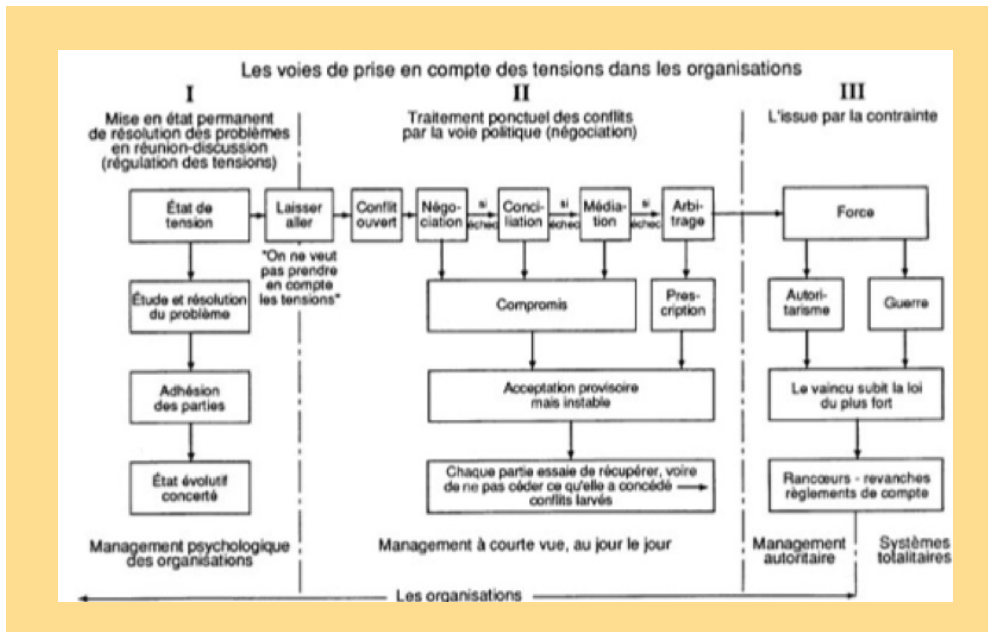 Les voies de prise en compte des tensions dans les organisations
I
Mise en état permanent
de résolution des problèmes
en réunion-discussion
(régulation des tensions)
II
Traitement ponctuel des conflits
par la voie politique (négociation)
III
L'issue par la contrainte
État de
tension
Laisser
aller
"On ne veut
pas prendre
en compte
les tensions"
Conflit
ouvert
Négo-
ciation
si
échec
Conci-
liation
si
échec
Média-
tion
si
échec
Arbi-
trage
Force
Étude et résolution
du problème
Compromis
Pres-
cription
Autori-
tarisme
Guerre
Adhésion
des parties
Acceptation provisoire
mais instable
Le vaincu subit la loi
du plus fort
État évolutif
concerté
Chaque partie essaie de récupérer, voire
de ne pas céder ce qu'elle a concédé
conflits larvés
Rancœurs - revanches
règlements de compte
Management psychologique
des organisations
Management à courte vue, au jour le jour
Management
autoritaire
Systèmes
totalitaires
Les organisations